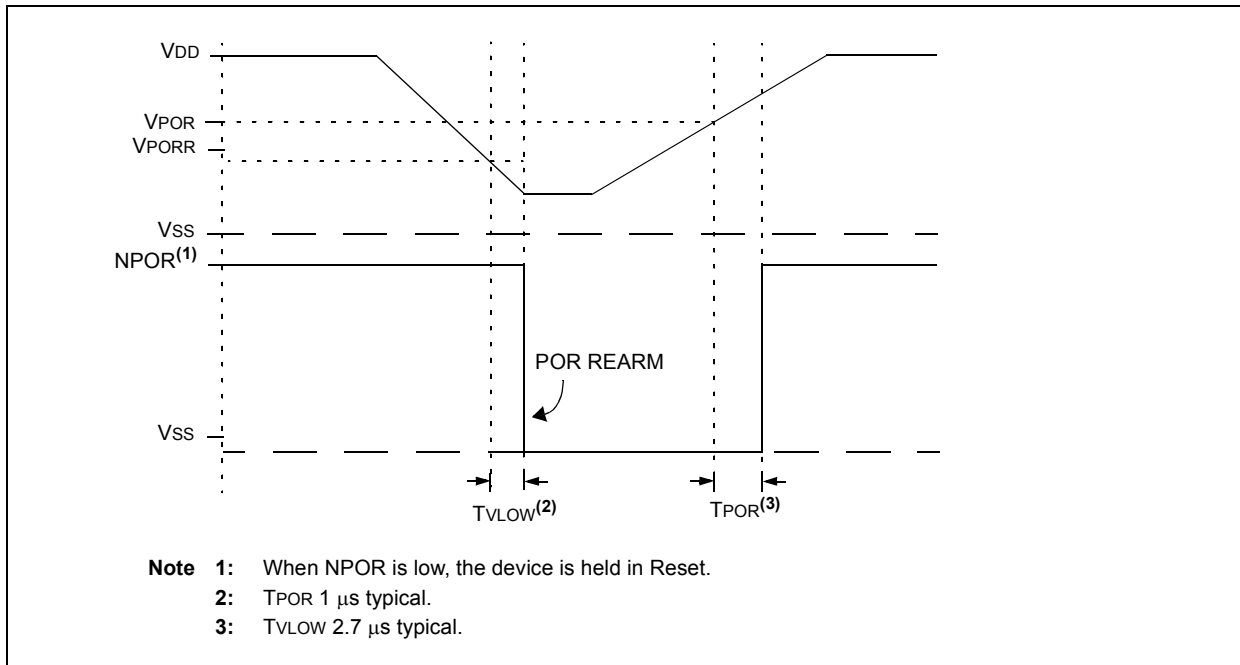 VDD
VPOR
VPORR
VSS
NPOR(1)
POR REARM
VSS
TVLOW(2)
TPOR(3)
Note 1: When NPOR is low, the device is held in Reset.
2: TPOR 1 μs typical.
3: TVLOW 2.7 μs typical.